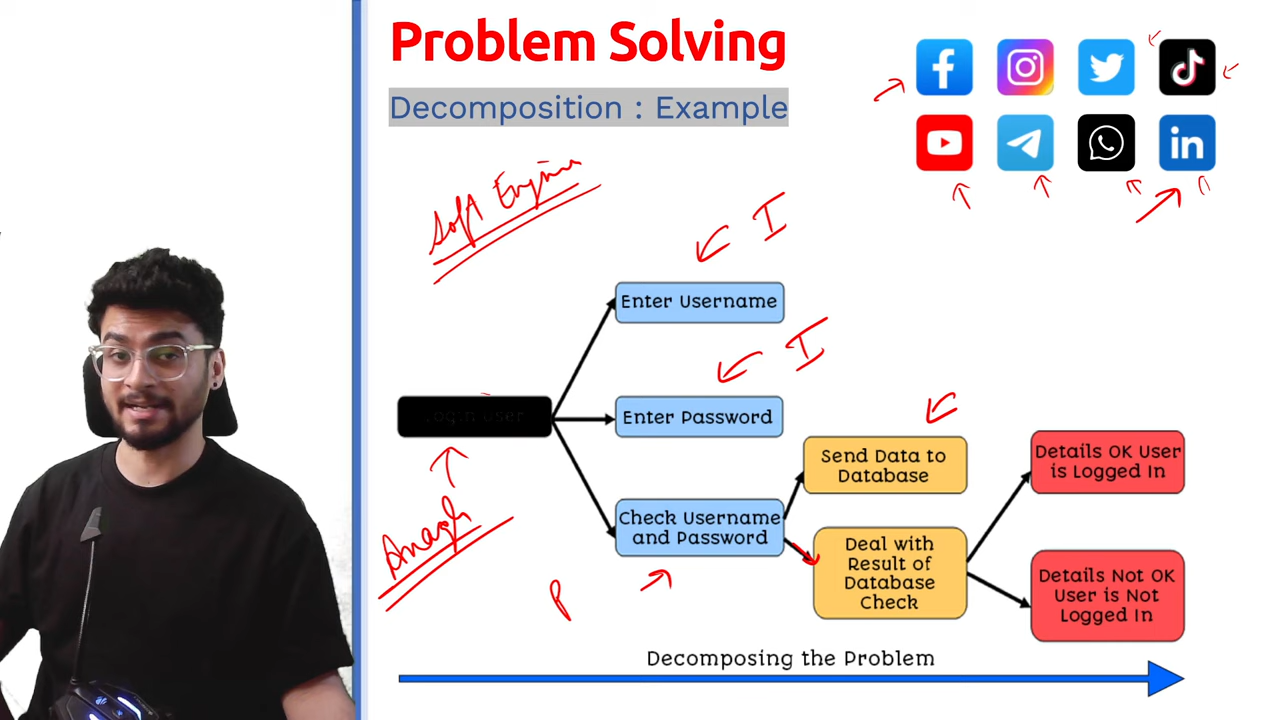 Problem Solving
Decomposition : Example
Soft Engine
I
Enter Username
I
Login User
Enter Password
Send Data to
Database
Details OK User
is Logged In
Check Username
and Password
Deal with
Result of
Database
Check
Details Not OK
User is Not
Logged In
P
Decomposing the Problem